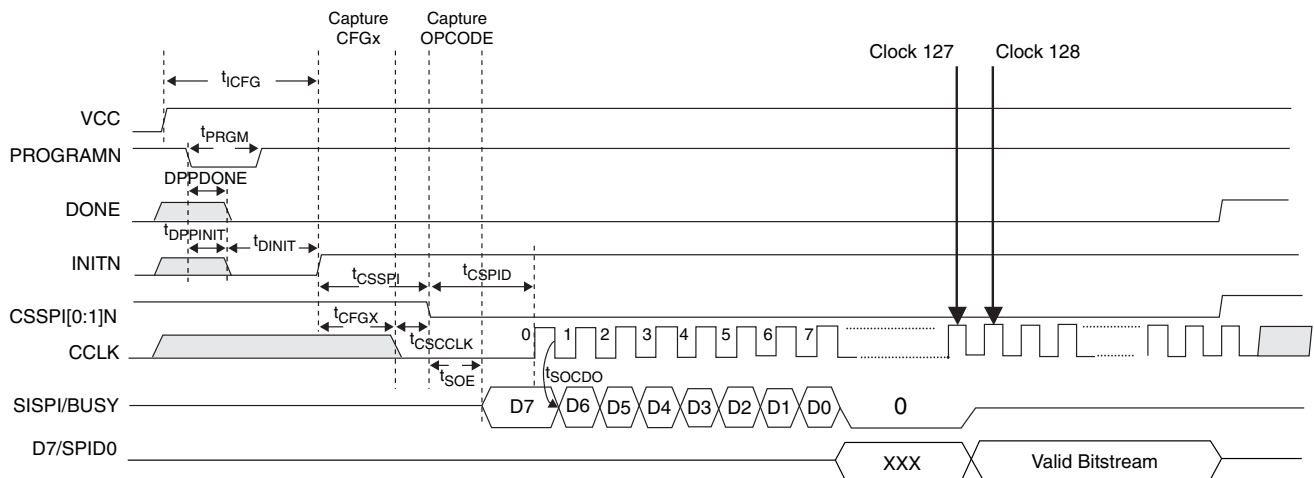 Capture CFGx
Capture OPCODE
Clock 127
Clock 128
tICFG
VCC
tPRGM
PROGRAMN
DPPDONE
DONE
tDPPINIT
tDINIT
INITN
tCSSPI
tCSPID
CSSPI[0:1]N
tCFGX
tCSCCLK
0 1 2 3 4 5 6 7
CCLK
tSOE
tSOCDO
SISPI/BUSY
D7 D6 D5 D4 D3 D2 D1 D0 0
D7/SPID0
XXX
Valid Bitstream